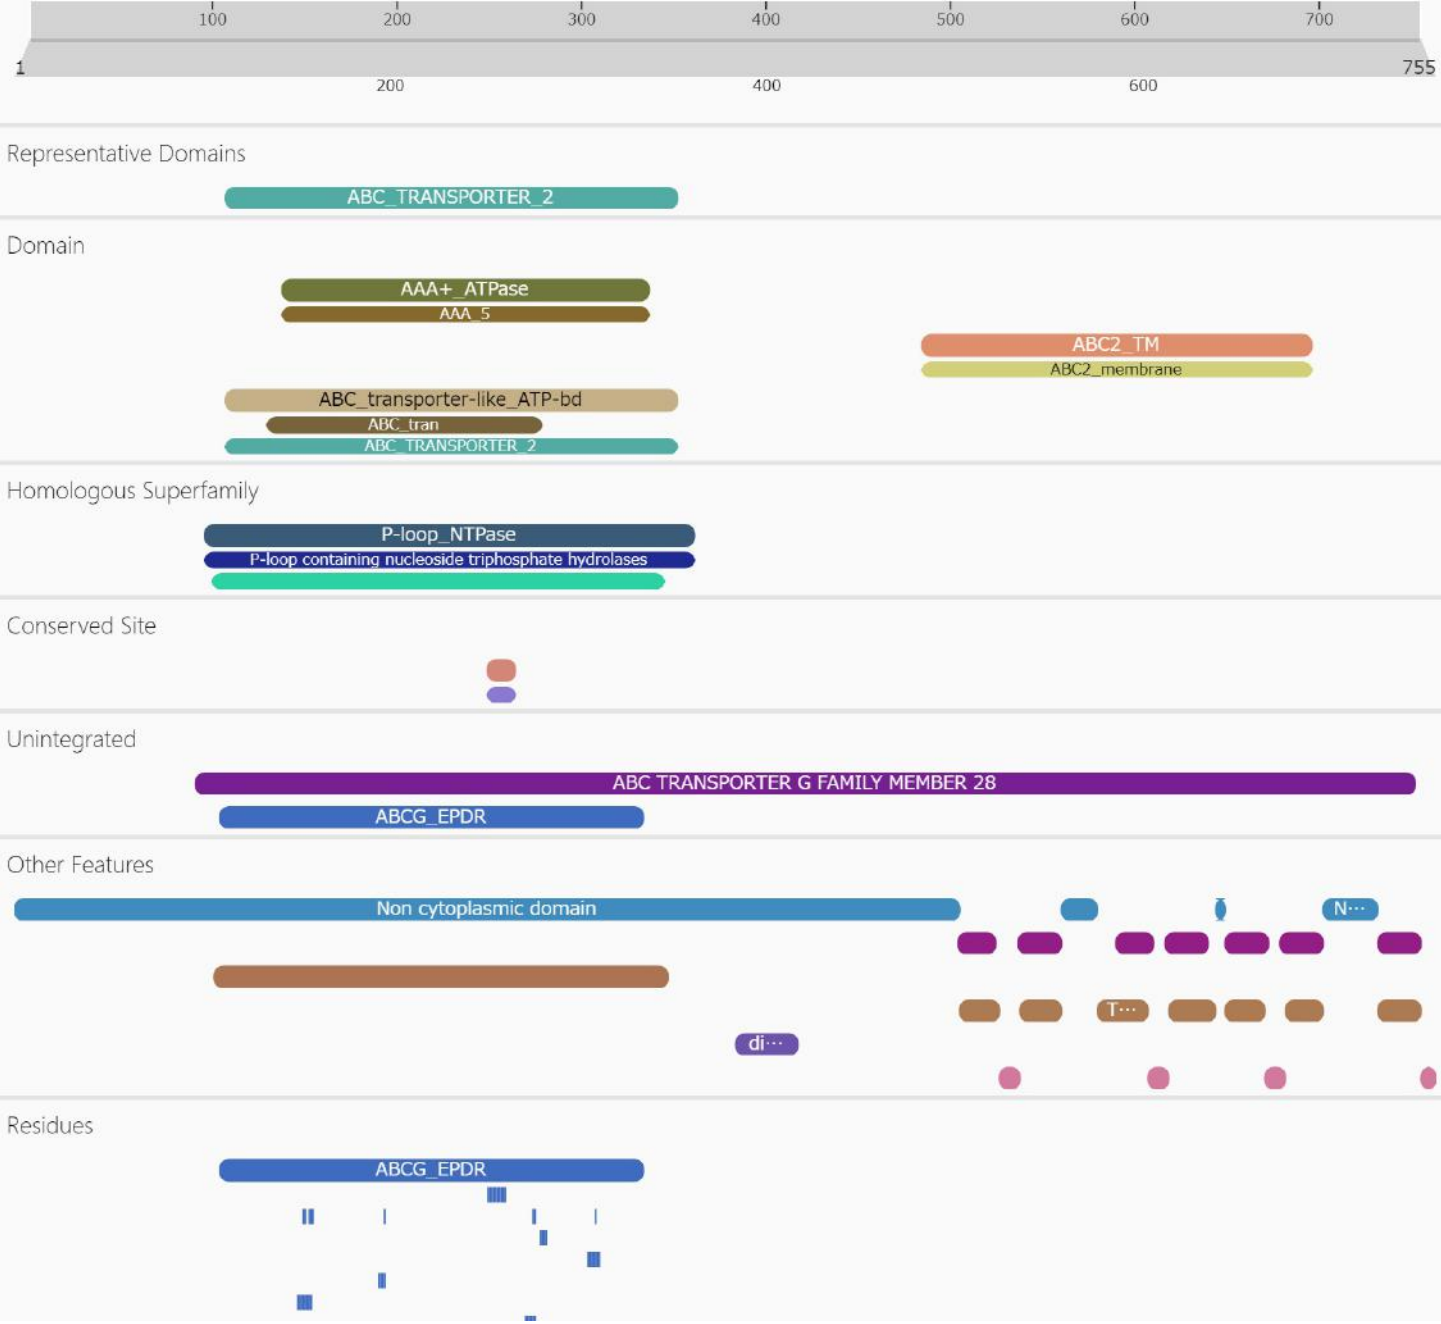 100 200 300 400 500 600 700
1 755
200 400 600
Representative Domains
ABC_TRANSPORTER_2
Domain
AAA+_ATPase
AAA_5
ABC2_TM
ABC2_membrane
ABC_transporter-like_ATP-bd
ABC_tran
ABC_TRANSPORTER_2
Homologous Superfamily
P-loop_NTPase
P-loop containing nucleoside triphosphate hydrolases
Conserved Site
Unintegrated
ABC TRANSPORTER G FAMILY MEMBER 28
ABCG_EPDR
Other Features
Non cytoplasmic domain N···
T···
di···
Residues
ABCG_EPDR